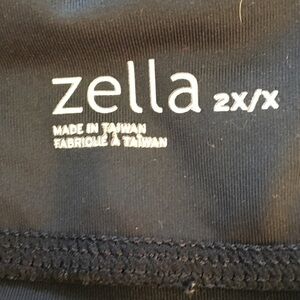 zella 2X/X
MADE IN TAIWAN
FABRIQUÉ À TAIWAN